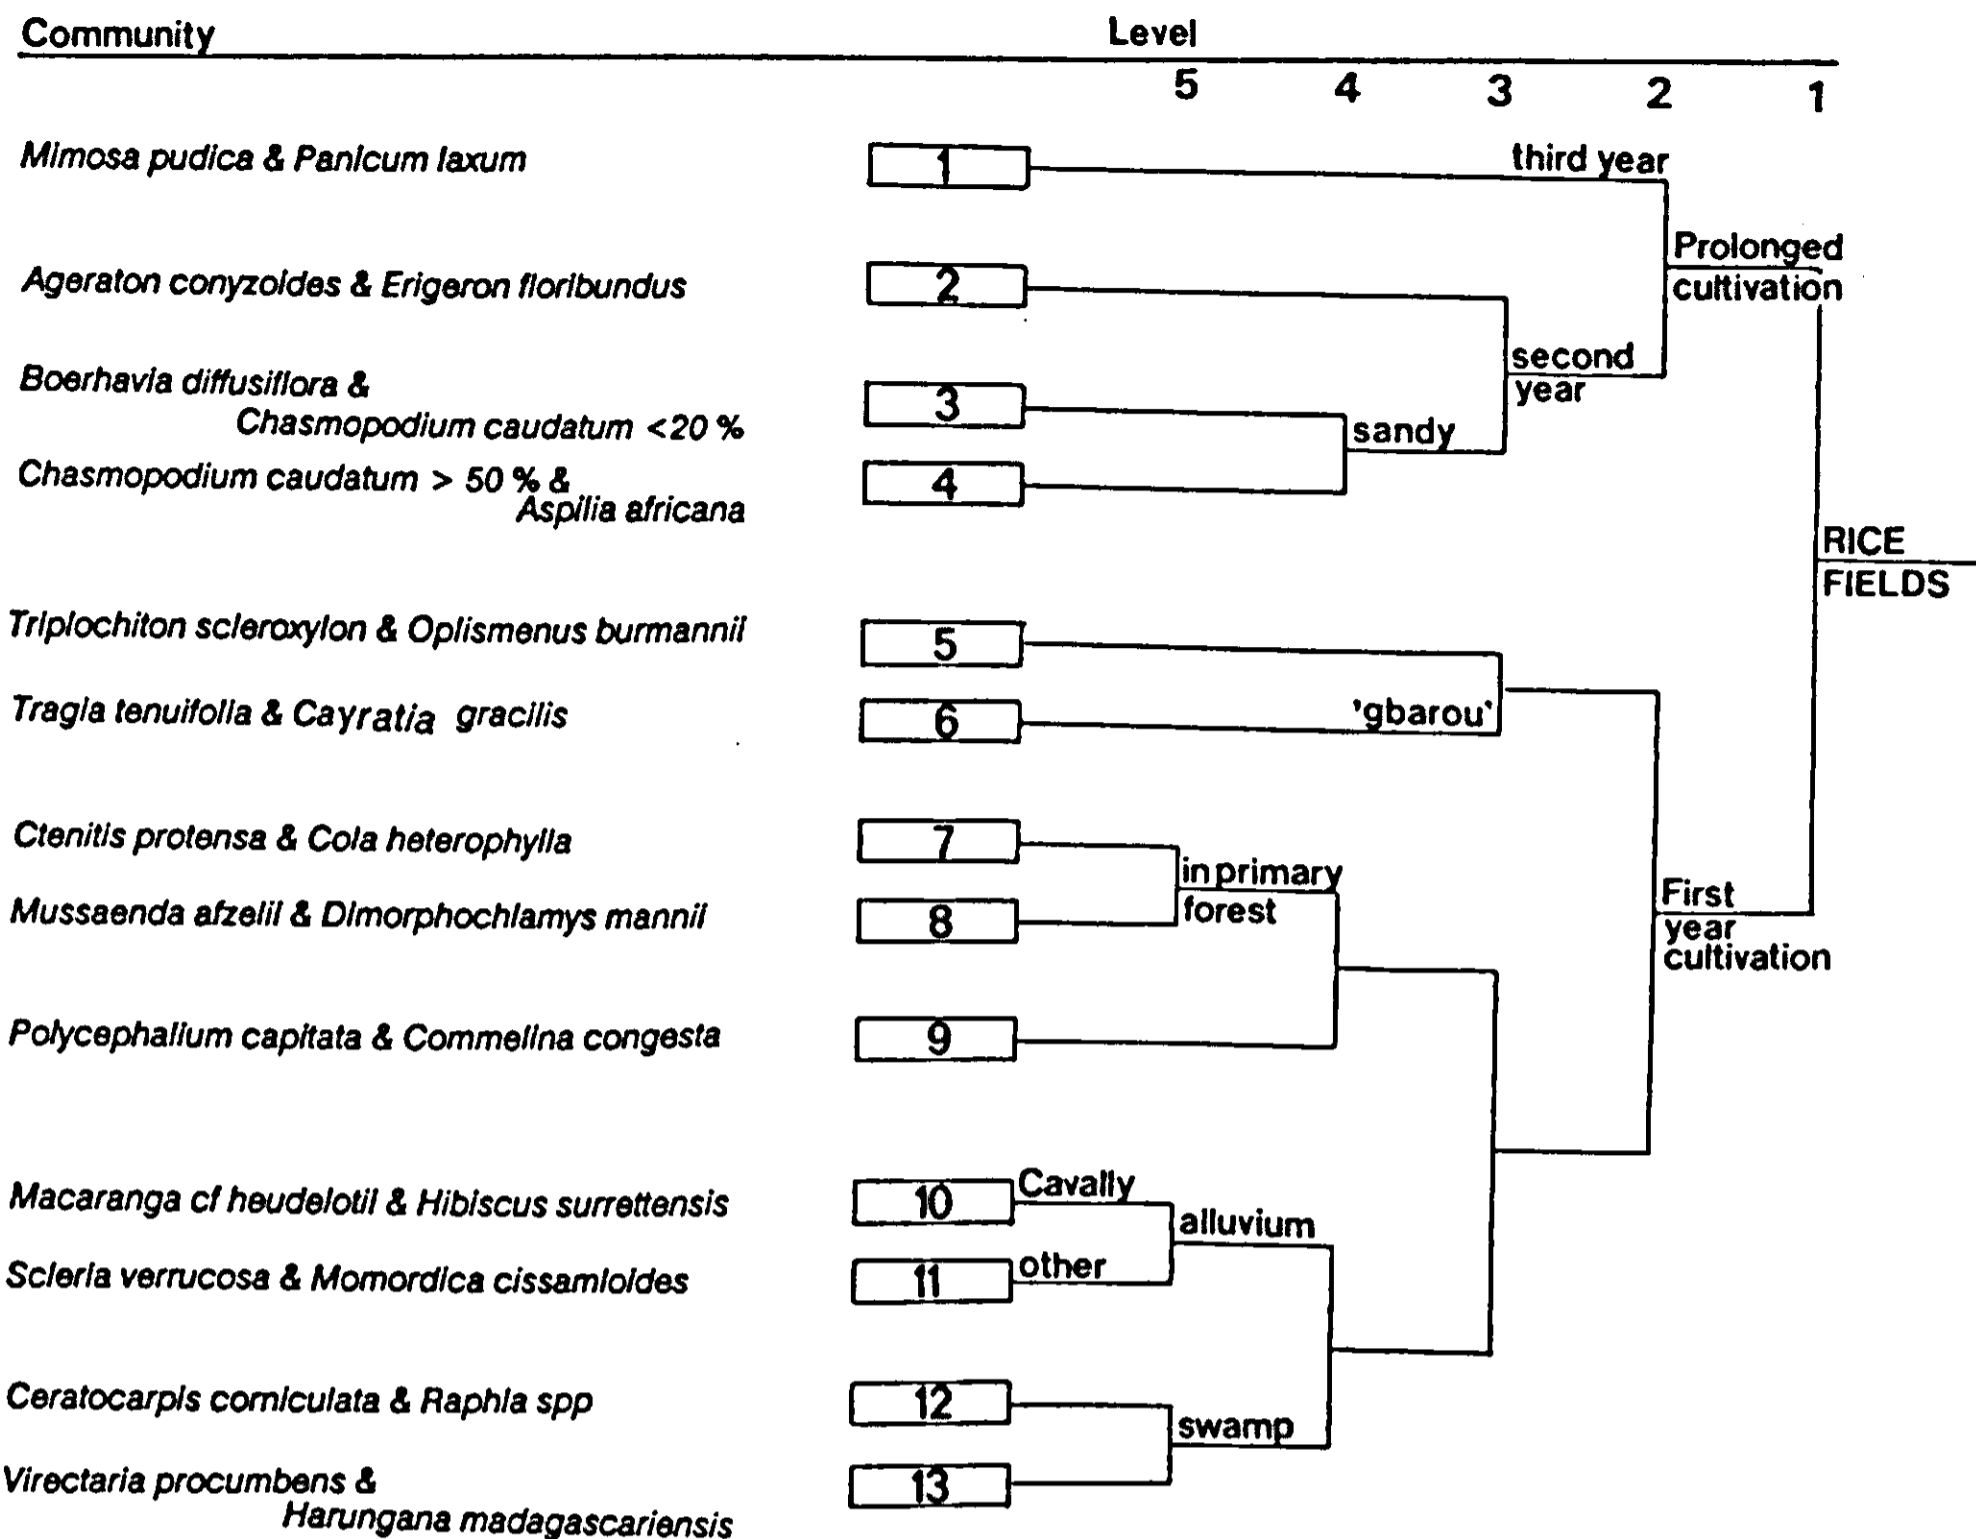 Community Level
5 4 3 2 1
Mimosa pudica & Panicum laxum 1 third year
Prolonged
cultivation
Ageraton conyzoides & Erigeron floribundus 2
second
year
Boerhavia diffusiflora &
Chasmopodium caudatum <20 % 3
sandy
Chasmopodium caudatum > 50 % &
Aspilia africana 4
RICE
FIELDS
Triplochiton scleroxylon & Oplismenus burmannii 5
Tragia tenuifolia & Cayratia gracilis 6 'gbarou'
Ctenitis protensa & Cola heterophylla 7
in primary
forest
Mussaenda afzelii & Dimorphochlamys mannii 8
First
year
cultivation
Polycephalium capitata & Commelina congesta 9
Macaranga cf heudelotii & Hibiscus surrettensis 10 Cavally
alluvium
Scleria verrucosa & Momordica cissamioides 11 other
Ceratocarpis corniculata & Raphia spp 12
swamp
Virectaria procumbens &
Harungana madagascariensis 13